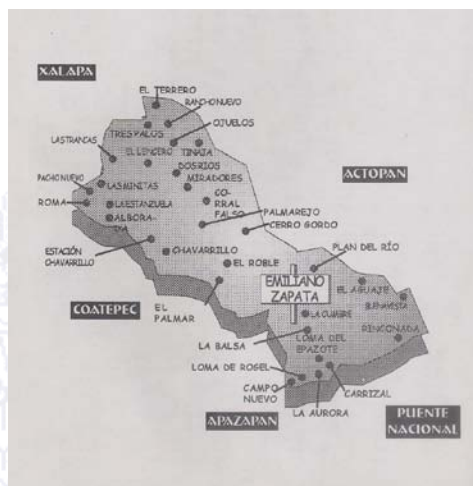 XALAPA
EL TERRERO
RANCHO NUEVO
TRES PALOS
OJUELOS
LAS TRANCAS
EL LENCERO
TINAJA
DOS RIOS
MIRADORES
ACTOPAN
PACHO NUEVO
LAS MINITAS
CO-
RRAL
FALSO
ROMA
LA ESTANZUELA
ALBORA-
PALMAREJO
CERRO GORDO
ESTACIÓN
CHAVARRILLO
CHAVARRILLO
PLAN DEL RÍO
EL ROBLE
EMILIANO
ZAPATA
EL AGUAJE
BUENAVISTA
COATEPEC
EL
PALMAR
LA CUMBRE
LA BALSA
LOMA DEL
EPAZOTE
RINCONADA
LOMA DE ROGEL
CAMPO
NUEVO
CARRIZAL
LA AURORA
APAZAPAN
PUENTE
NACIONAL